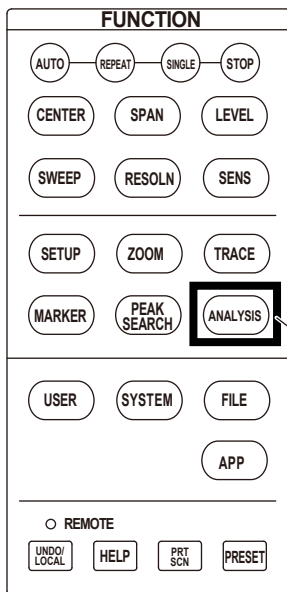 FUNCTION
AUTO REPEAT SINGLE STOP
CENTER SPAN LEVEL
SWEEP RESOLN SENS
SETUP ZOOM TRACE
MARKER PEAK SEARCH ANALYSIS
USER SYSTEM FILE
APP
REMOTE
UNDO/LOCAL HELP PRT SCN PRESET